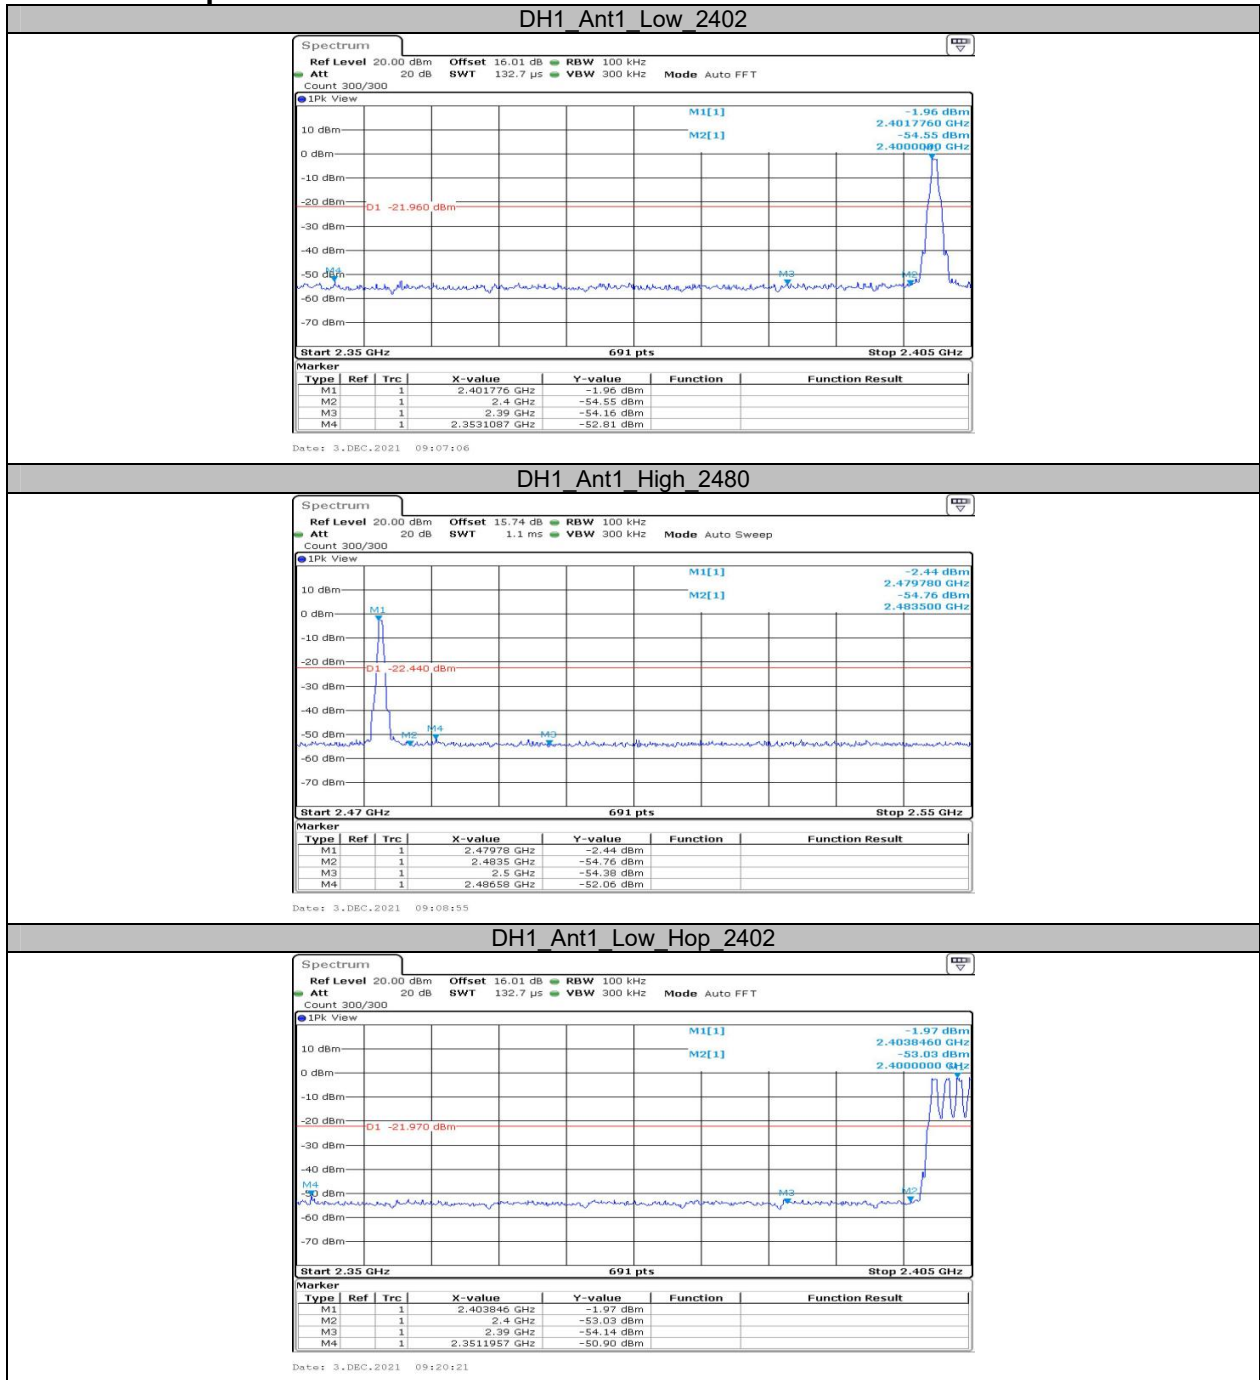 DH1_Ant1_Low_2402
Spectrum
Ref Level 20.00 dBm Offset 16.01 dB RBW 100 kHz
Att 20 dB SWT 132.7 µs VBW 300 kHz Mode Auto FFT
Count 300/300
1Pk View
M1[1] -1.96 dBm
2.4017760 GHz
10 dBm
M2[1] -54.55 dBm
2.4000000 GHz
M1
0 dBm
-10 dBm
-20 dBm
D1 -21.960 dBm
-30 dBm
-40 dBm
-50 dBm
M4
M3
M2
-60 dBm
-70 dBm
Start 2.35 GHz 691 pts Stop 2.405 GHz
Marker
Type Ref Trc X-value Y-value Function Function Result
M1 1 2.401776 GHz -1.96 dBm
M2 1 2.4 GHz -54.55 dBm
M3 1 2.39 GHz -54.16 dBm
M4 1 2.3531087 GHz -52.81 dBm
Date: 3.DEC.2021 09:07:06
DH1_Ant1_High_2480
Spectrum
Ref Level 20.00 dBm Offset 15.74 dB RBW 100 kHz
Att 20 dB SWT 1.1 ms VBW 300 kHz Mode Auto Sweep
Count 300/300
1Pk View
M1[1] -2.44 dBm
2.479780 GHz
10 dBm
M2[1] -54.76 dBm
2.483500 GHz
0 dBm
M1
-10 dBm
-20 dBm
D1 -22.440 dBm
-30 dBm
-40 dBm
-50 dBm
M2
M4
M3
-60 dBm
-70 dBm
Start 2.47 GHz 691 pts Stop 2.55 GHz
Marker
Type Ref Trc X-value Y-value Function Function Result
M1 1 2.47978 GHz -2.44 dBm
M2 1 2.4835 GHz -54.76 dBm
M3 1 2.5 GHz -54.38 dBm
M4 1 2.48658 GHz -52.06 dBm
Date: 3.DEC.2021 09:08:55
DH1_Ant1_Low_Hop_2402
Spectrum
Ref Level 20.00 dBm Offset 16.01 dB RBW 100 kHz
Att 20 dB SWT 132.7 µs VBW 300 kHz Mode Auto FFT
Count 300/300
1Pk View
M1[1] -1.97 dBm
2.4038460 GHz
10 dBm
M2[1] -53.03 dBm
2.4000000 GHz
M1
0 dBm
-10 dBm
-20 dBm
D1 -21.970 dBm
-30 dBm
-40 dBm
M4
-50 dBm
M3
M2
-60 dBm
-70 dBm
Start 2.35 GHz 691 pts Stop 2.405 GHz
Marker
Type Ref Trc X-value Y-value Function Function Result
M1 1 2.403846 GHz -1.97 dBm
M2 1 2.4 GHz -53.03 dBm
M3 1 2.39 GHz -54.14 dBm
M4 1 2.3511957 GHz -50.90 dBm
Date: 3.DEC.2021 09:20:21